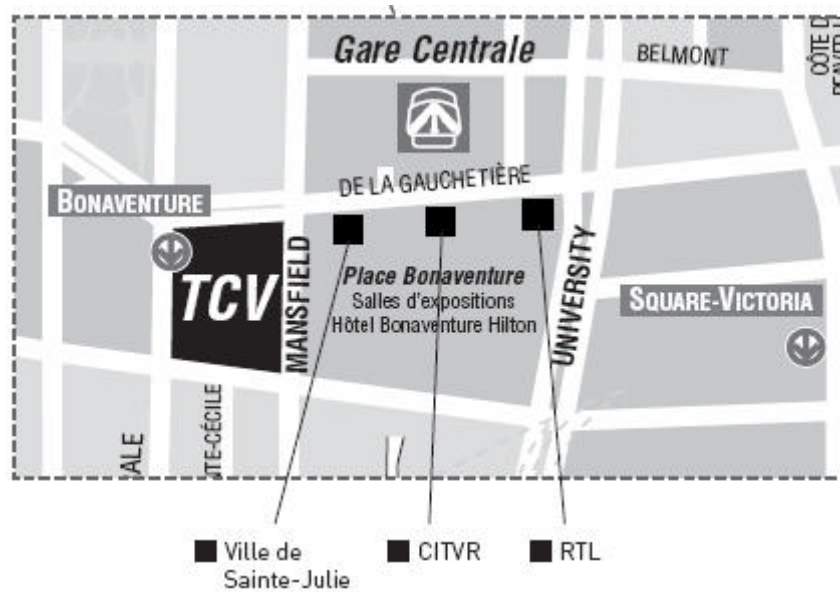 Gare Centrale
BELMONT
CÔTE D
DE LA GAUCHETIÈRE
BONAVENTURE
TCV
MANSFIELD
Place Bonaventure
Salles d'expositions
Hôtel Bonaventure Hilton
UNIVERSITY
SQUARE-VICTORIA
ALE
NTE-CÉCILE
Ville de
Sainte-Julie
CITVR
RTL